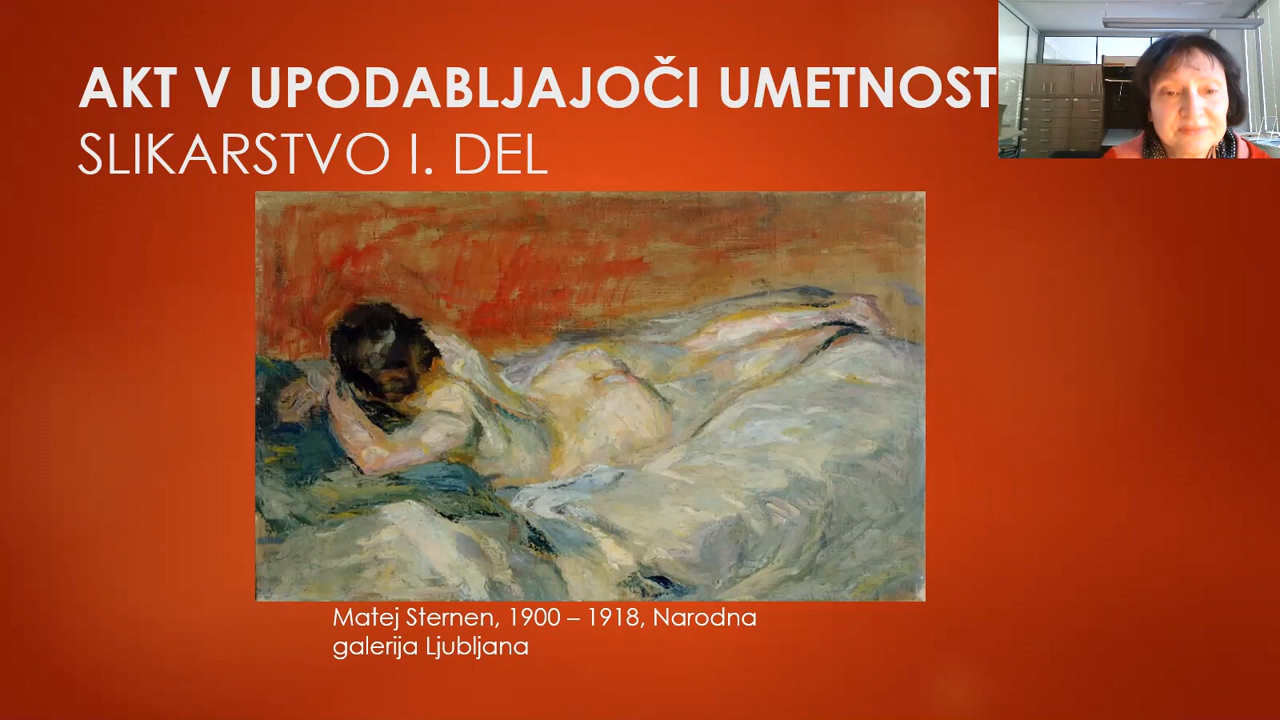 AKT V UPODABLJAJOČI UMETNOST
SLIKARSTVO I. DEL
Matej Sternen, 1900 – 1918, Narodna
galerija Ljubljana